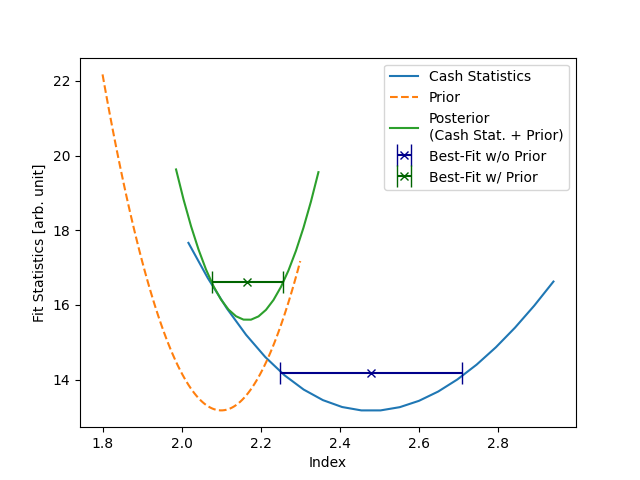 Cash Statistics
Prior
Posterior
(Cash Stat. + Prior)
Best-Fit w/o Prior
Best-Fit w/ Prior
Fit Statistics [arb. unit]
22
20
18
16
14
1.8 2.0 2.2 2.4 2.6 2.8
Index